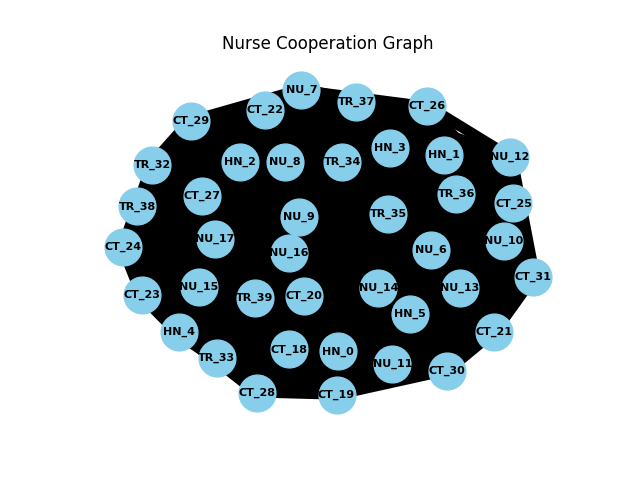 Nurse Cooperation Graph
NU_7
TR_37
CT_26
CT_22
CT_29
HN_3
HN_1
NU_12
TR_32
HN_2
NU_8
TR_34
CT_27
TR_36
CT_25
TR_38
NU_9
TR_35
NU_17
NU_10
CT_24
NU_16
NU_6
CT_31
CT_23
NU_15
TR_39
CT_20
NU_14
NU_13
HN_5
HN_4
CT_21
TR_33
CT_18
HN_0
NU_11
CT_30
CT_28
CT_19